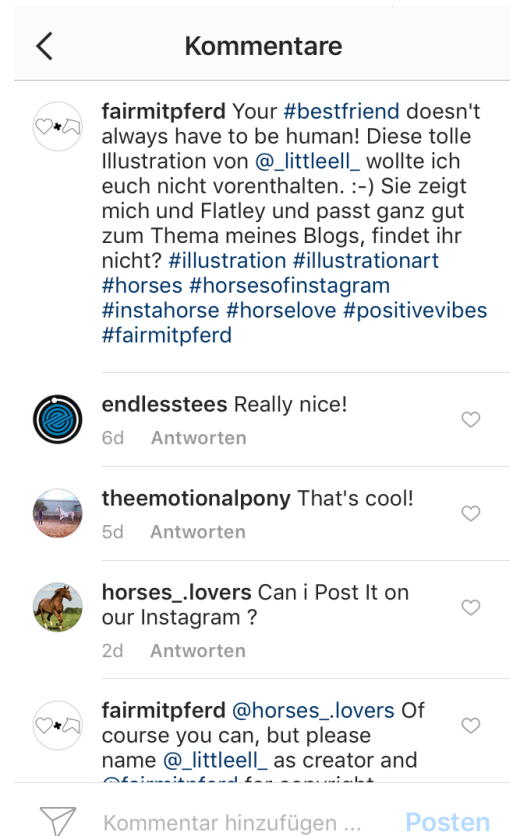 Kommentare
fairmitpferd Your #bestfriend doesn't
always have to be human! Diese tolle
Illustration von @_littleell_ wollte ich
euch nicht vorenthalten. :-) Sie zeigt
mich und Flatley und passt ganz gut
zum Thema meines Blogs, findet ihr
nicht? #illustration #illustrationart
#horses #horsesofinstagram
#instahorse #horselove #positivevibes
#fairmitpferd
endlesstees Really nice!
6d Antworten
theemotionalpony That's cool!
5d Antworten
horses_.lovers Can i Post It on
our Instagram ?
2d Antworten
fairmitpferd @horses_.lovers Of
course you can, but please
name @_littleell_ as creator and
@fairmitpferd for copyright
Kommentar hinzufügen ... Posten